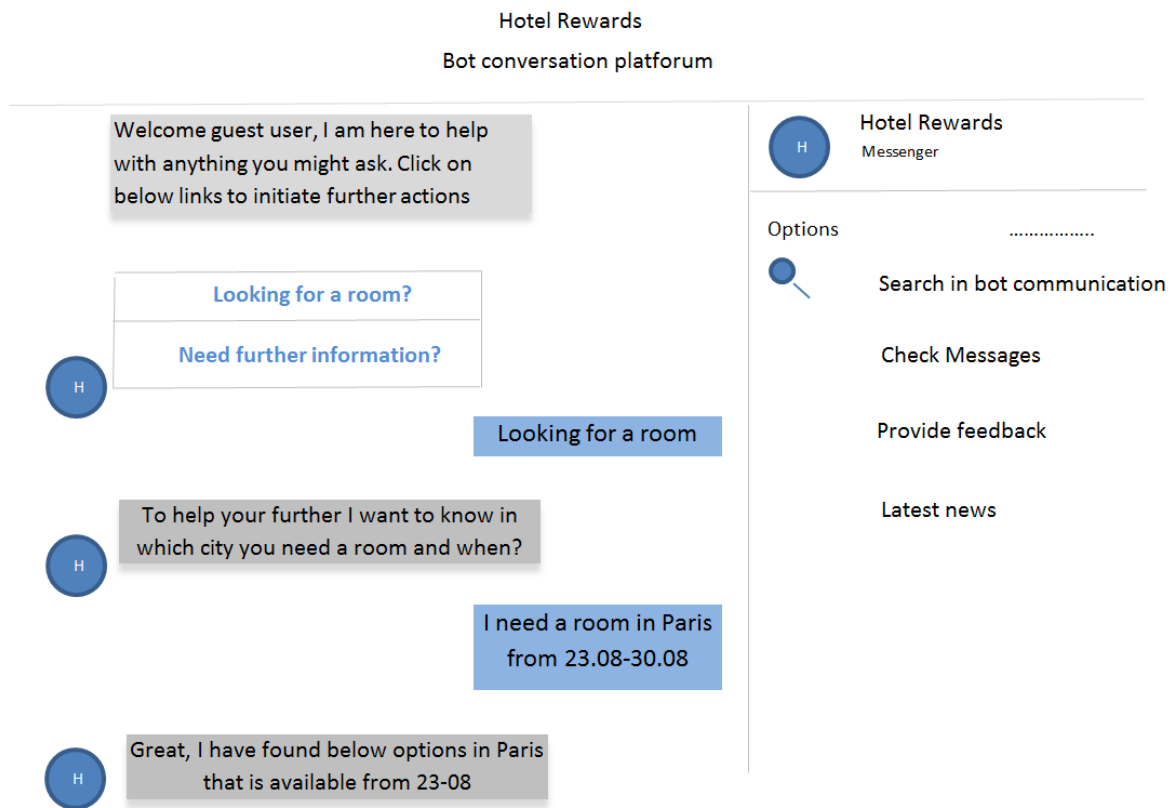 Hotel Rewards
Bot conversation platforum
Welcome guest user, I am here to help
with anything you might ask. Click on
below links to initiate further actions
Looking for a room?
Need further information?
H
Looking for a room
To help your further I want to know in
which city you need a room and when?
H
I need a room in Paris
from 23.08-30.08
Great, I have found below options in Paris
that is available from 23-08
H
H
Hotel Rewards
Messenger
Options ……………..
Search in bot communication
Check Messages
Provide feedback
Latest news